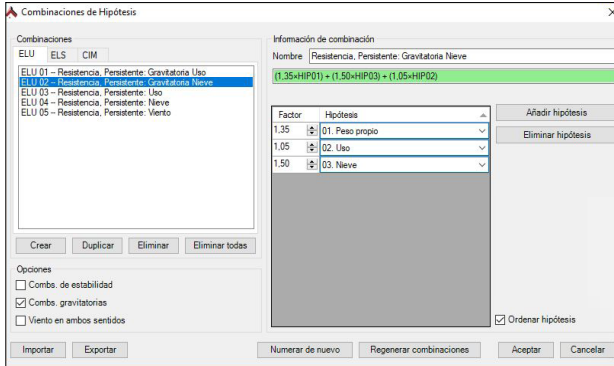 Combinaciones de Hipótesis
Combinaciones
ELU ELS CIM
ELU 01 -- Resistencia, Persistente: Gravitatoria Uso
ELU 02 -- Resistencia, Persistente: Gravitatoria Nieve
ELU 03 -- Resistencia, Persistente: Uso
ELU 04 -- Resistencia, Persistente: Nieve
ELU 05 -- Resistencia, Persistente: Viento
Crear Duplicar Eliminar Eliminar todas
Opciones
Combs. de estabilidad
Combs. gravitatorias
Viento en ambos sentidos
Importar Exportar
Información de combinación
Nombre Resistencia, Persistente: Gravitatoria Nieve
(1,35×HIP01) + (1,50×HIP03) + (1,05×HIP02)
Factor Hipótesis
1,35 01. Peso propio
1,05 02. Uso
1,50 03. Nieve
Añadir hipótesis
Eliminar hipótesis
Ordenar hipótesis
Numerar de nuevo Regenerar combinaciones Aceptar Cancelar